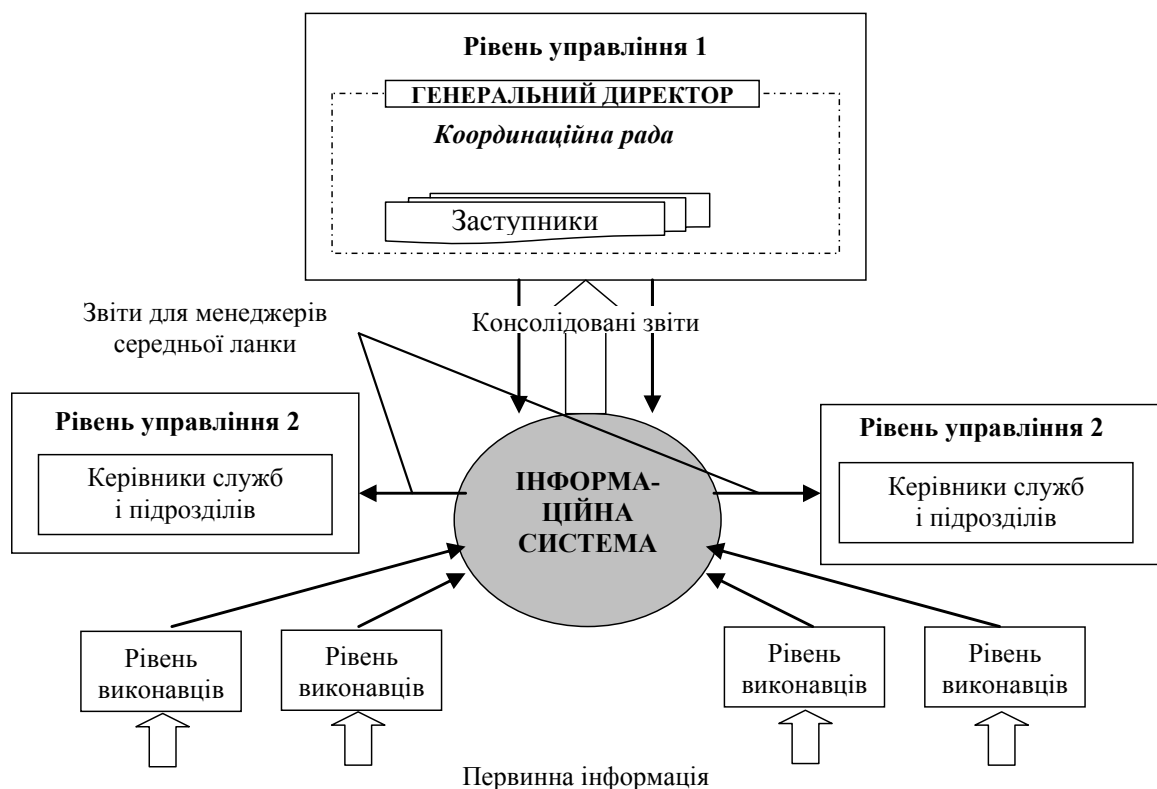 Рівень управління 1
ГЕНЕРАЛЬНИЙ ДИРЕКТОР
Координаційна рада
Заступники
Звіти для менеджерів
середньої ланки
Консолідовані звіти
Рівень управління 2
Керівники служб
і підрозділів
ІНФОРМА-
ЦІЙНА
СИСТЕМА
Рівень управління 2
Керівники служб
і підрозділів
Рівень
виконавців
Рівень
виконавців
Рівень
виконавців
Рівень
виконавців
Первинна інформація